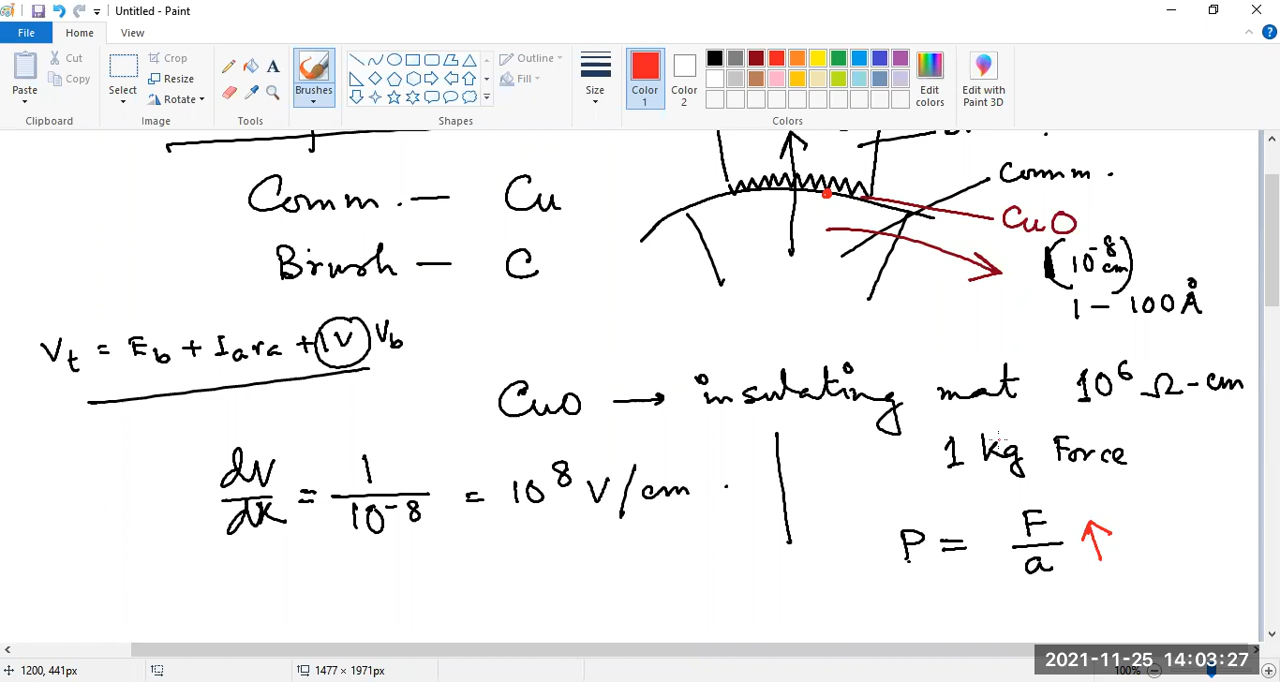 Untitled - Paint
File Home View
Paste Cut Copy
Clipboard
Select Crop Resize Rotate
Image
Tools
Brushes
Outline Fill
Shapes
Size
Color 1
Color 2
Edit colors
Edit with Paint 3D
Colors
Comm. — Cu
Brush — C
Comm.
CuO
(10⁻⁸ cm)
1 - 100 Å
Vt = Eb + Iara + 1V Vb
CuO → insulating mat 10⁶ Ω-cm
1 kg Force
dV/dx = 1/10⁻⁸ = 10⁸ V/cm.
P = F/a ↑
1200, 441px
1477 × 1971px
100%
2021-11-25 14:03:27